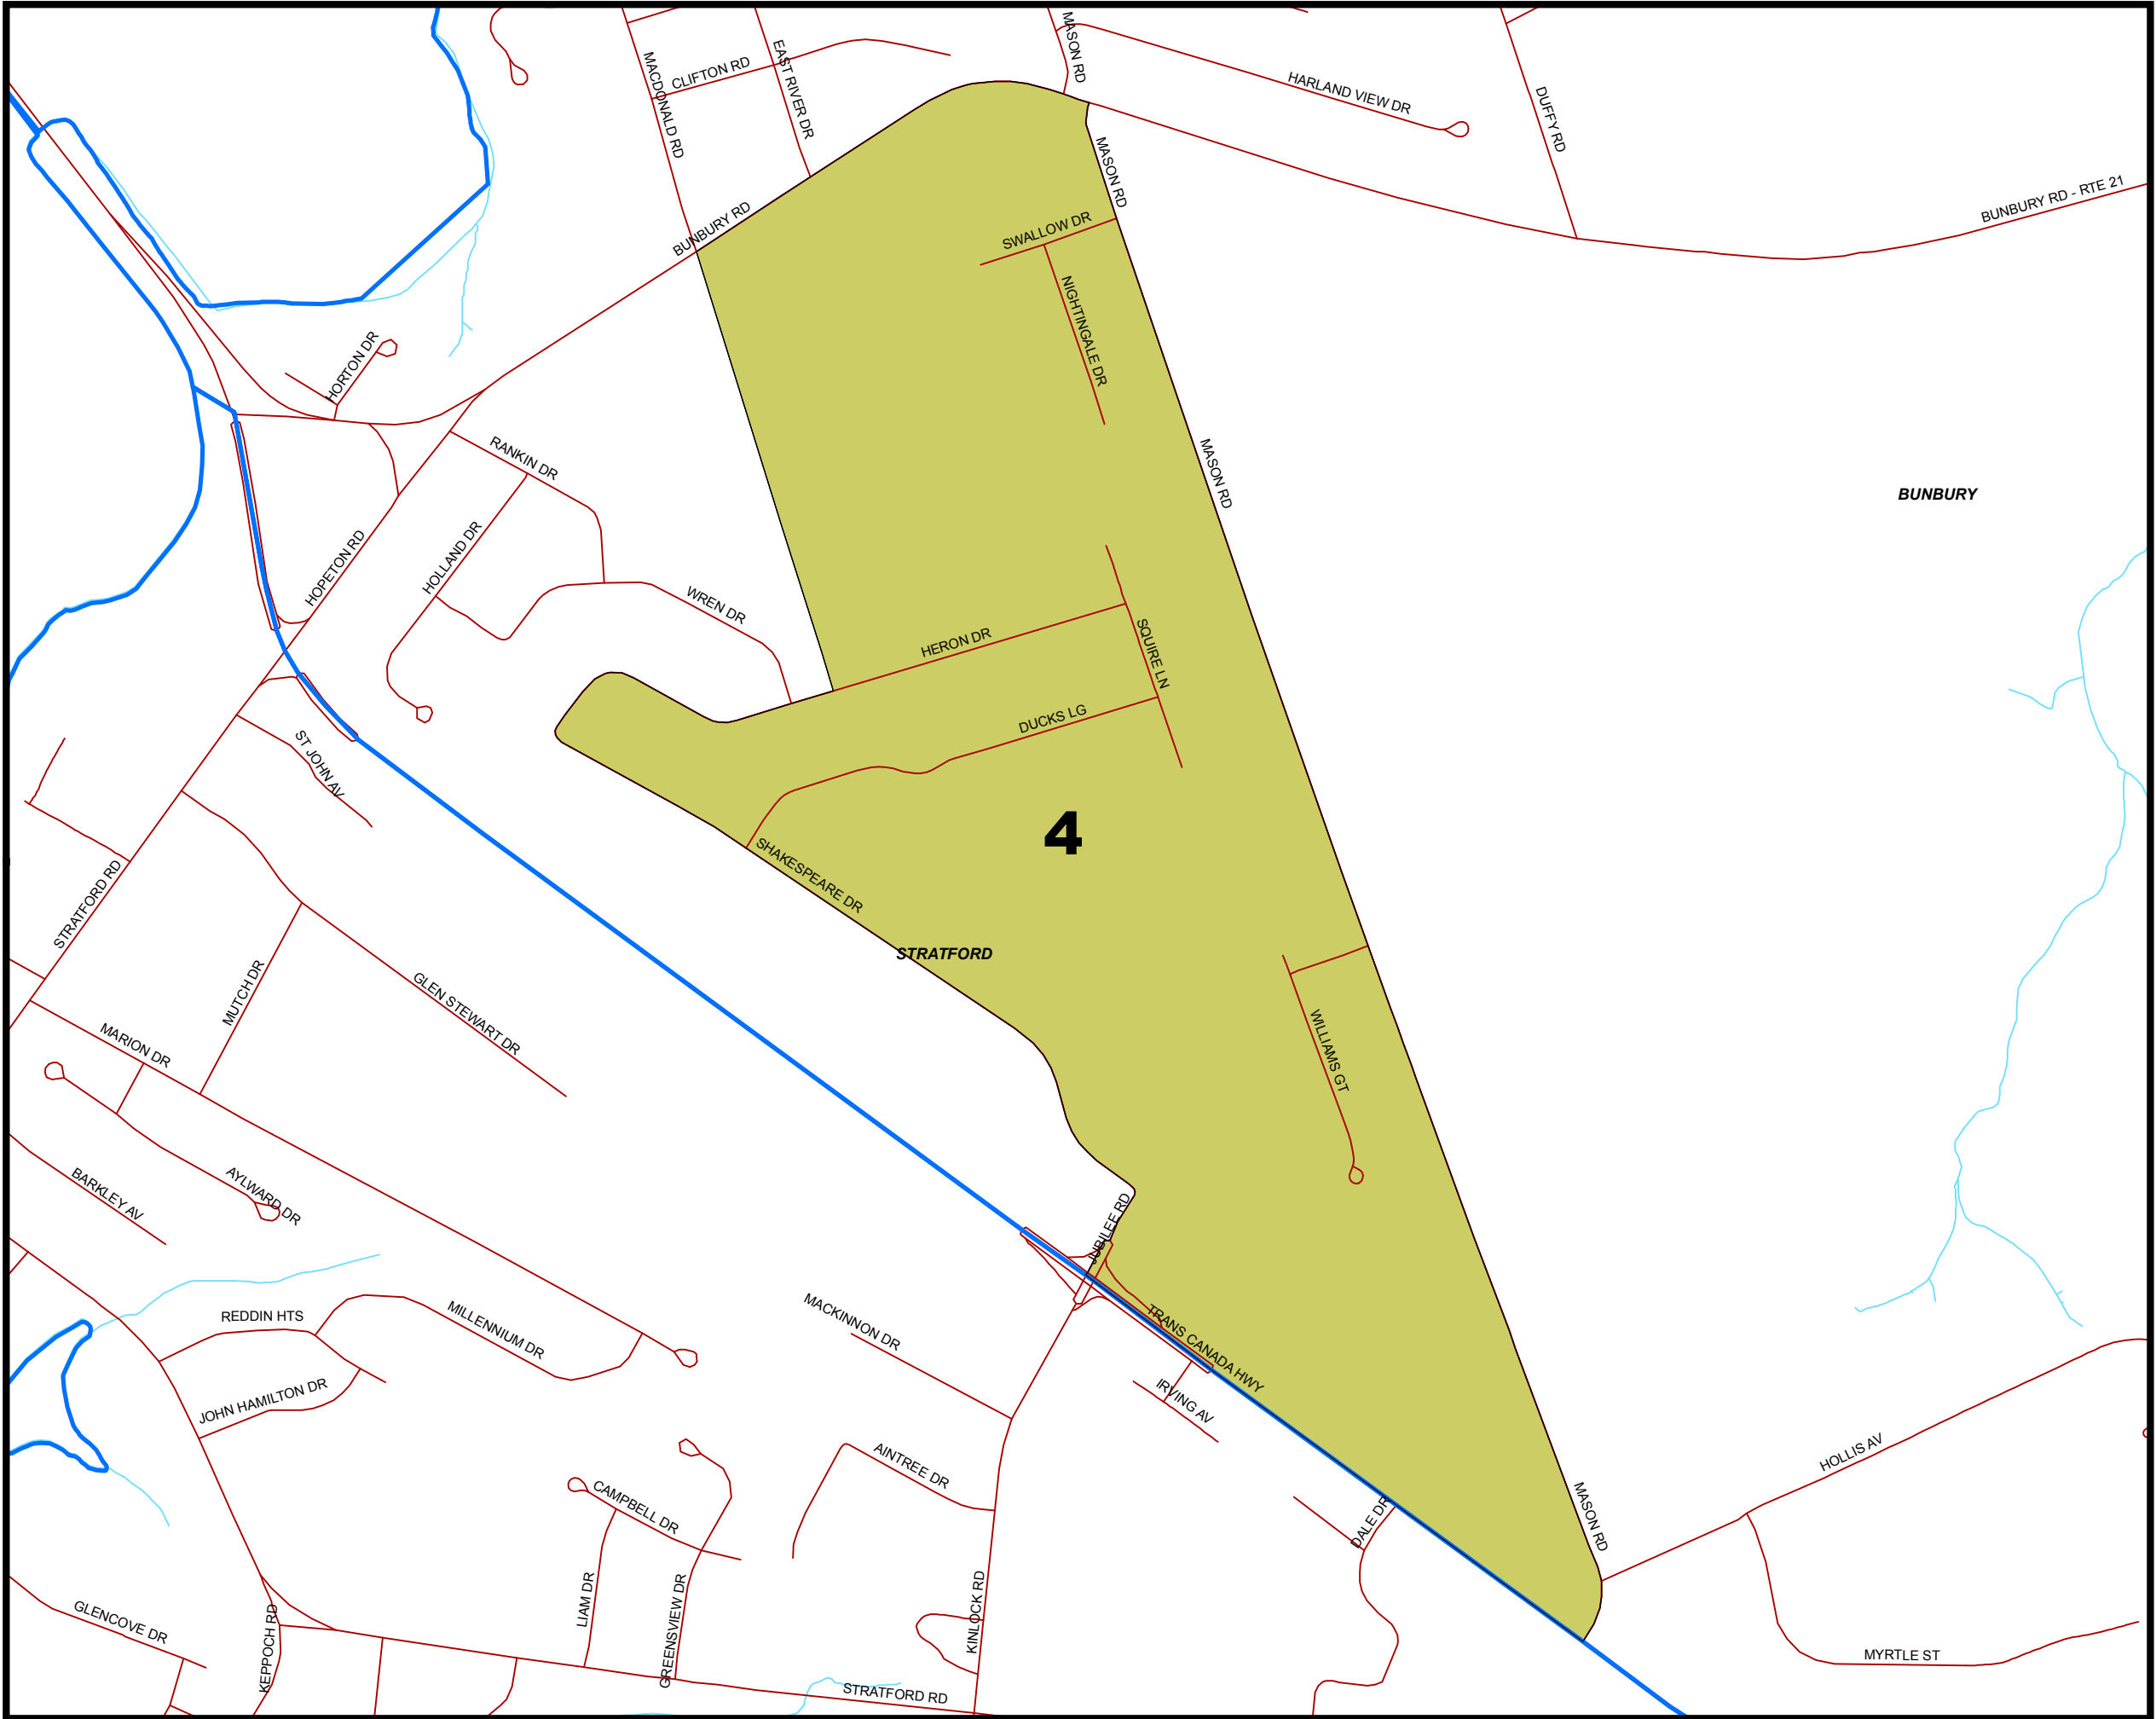 MASON RD
MACDONALD RD
CLIFTON RD
EAST RIVER DR
HARLAND VIEW DR
DUFFY RD
MASON RD
BUNBURY RD - RTE 21
BUNBURY RD
SWALLOW DR
NIGHTINGALE DR
HORTON DR
RANKIN DR
MASON RD
BUNBURY
HOLLAND DR
HOPETON RD
WREN DR
HERON DR
SQUIRE LN
DUCKS LG
ST JOHN AV
4
SHAKESPEARE DR
STRATFORD RD
STRATFORD
MUTCH DR
GLEN STEWART DR
MARION DR
WILLIAMS GT
BARKLEY AV
AYLWARD DR
JUBILEE RD
REDDIN HTS
MILLENNIUM DR
MACKINNON DR
TRANS CANADA HWY
JOHN HAMILTON DR
IRVING AV
HOLLIS AV
AINTREE DR
CAMPBELL DR
DALE DR
MASON RD
LIAM DR
GREENSVIEW DR
KINLOCK RD
GLENCOVE DR
KEPPOCH RD
MYRTLE ST
STRATFORD RD